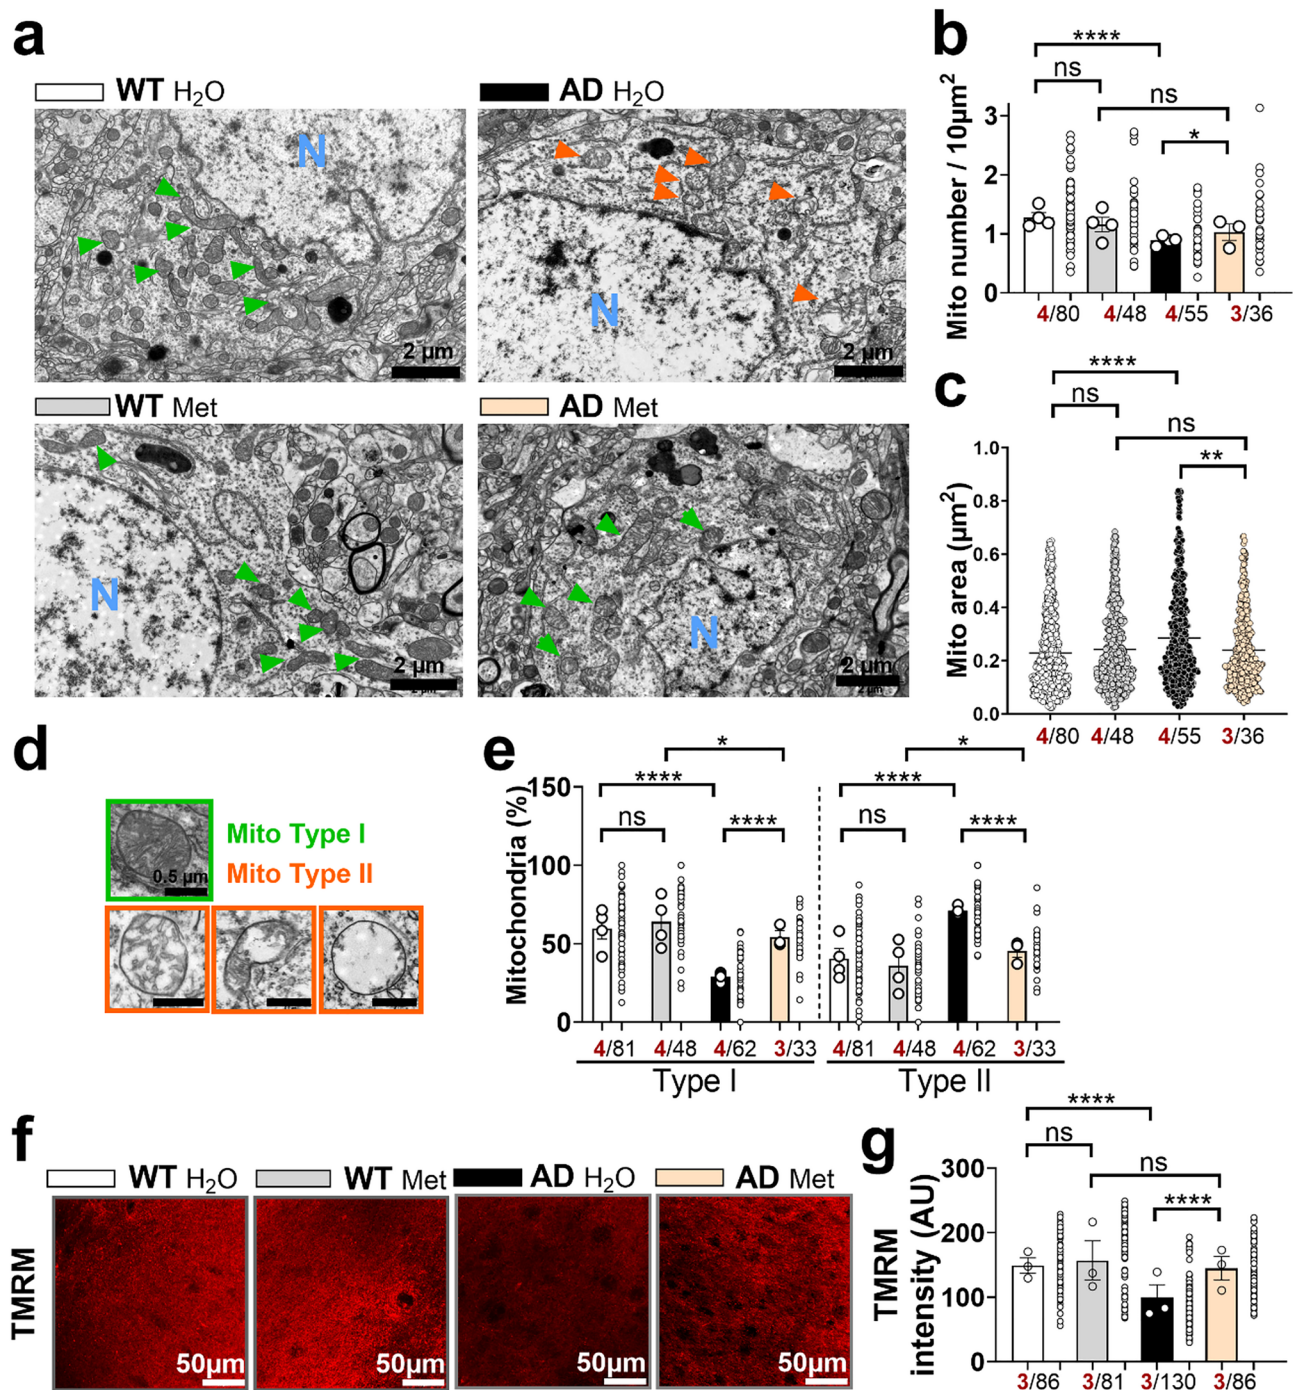 a
WT H₂O
AD H₂O
N
2 µm
N
2 µm
WT Met
AD Met
N
2 µm
2 µm
N
2 µm
2 µm
b
Mito number / 10µm²
****
ns
ns
*
3
2
1
0
4/80
4/48
4/55
3/36
c
Mito area (µm²)
****
ns
ns
**
1.0
0.8
0.6
0.4
0.2
0.0
4/80
4/48
4/55
3/36
d
0.5 µm
Mito Type I
Mito Type II
e
Mitochondria (%)
*
*
****
****
ns
****
ns
****
150
100
50
0
4/81
4/48
4/62
3/33
4/81
4/48
4/62
3/33
Type I
Type II
f
WT H₂O
WT Met
AD H₂O
AD Met
TMRM
50µm
50µm
50µm
50µm
g
TMRM
intensity (AU)
****
ns
ns
****
300
200
100
0
3/86
3/81
3/130
3/86